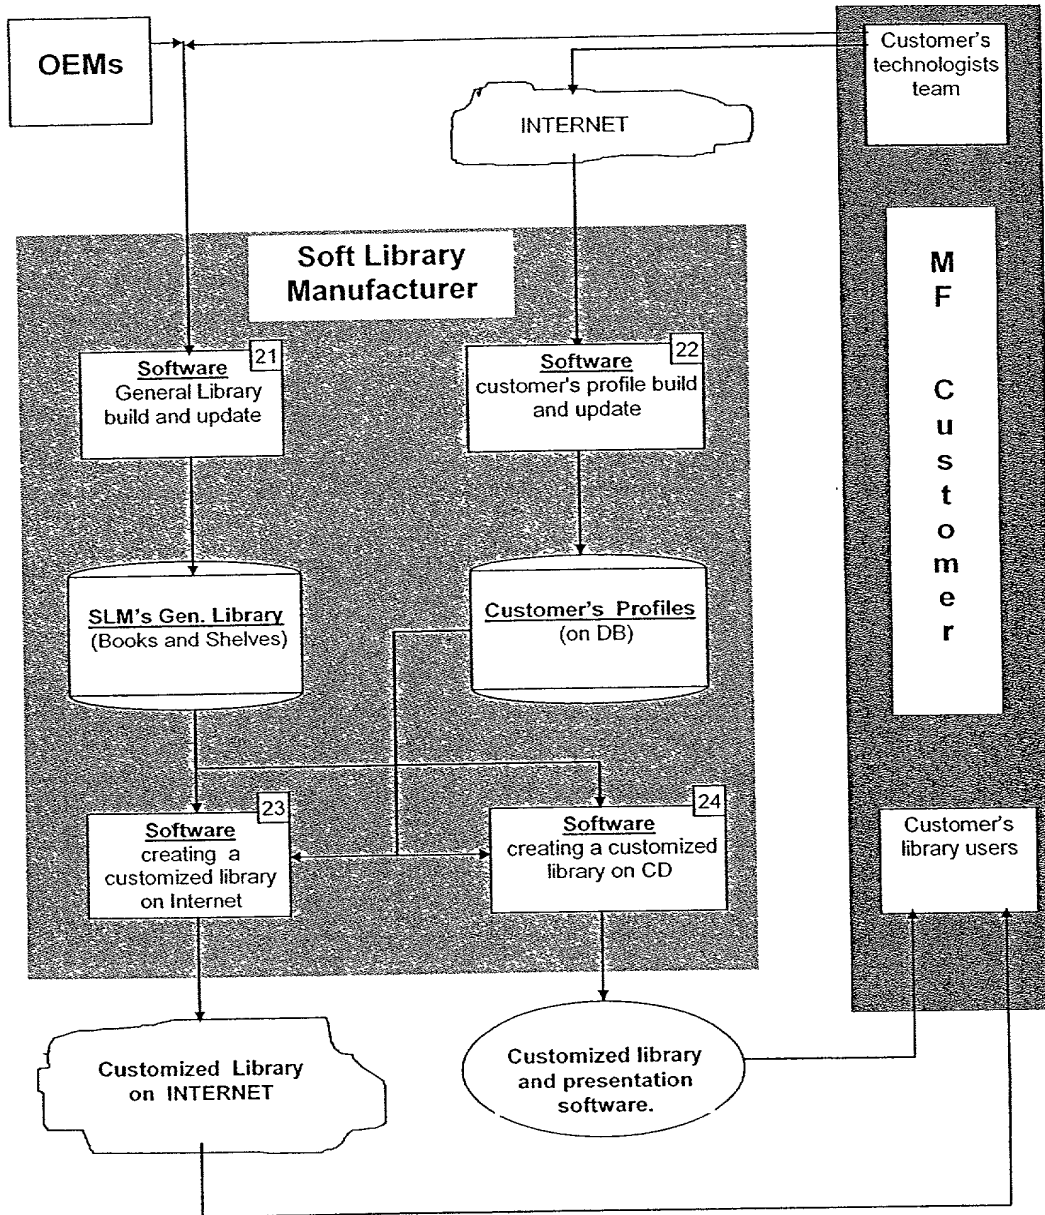 OEMs
Customer's
technologists
team
INTERNET
Soft Library
Manufacturer
M
F
C
u
s
t
o
m
e
r
21
Software
General Library
build and update
22
Software
customer's profile build
and update
SLM's Gen. Library
(Books and Shelves)
Customer's Profiles
(on DB)
23
Software
creating a
customized library
on Internet
24
Software
creating a customized
library on CD
Customer's
library users
Customized Library
on INTERNET
Customized library
and presentation
software.